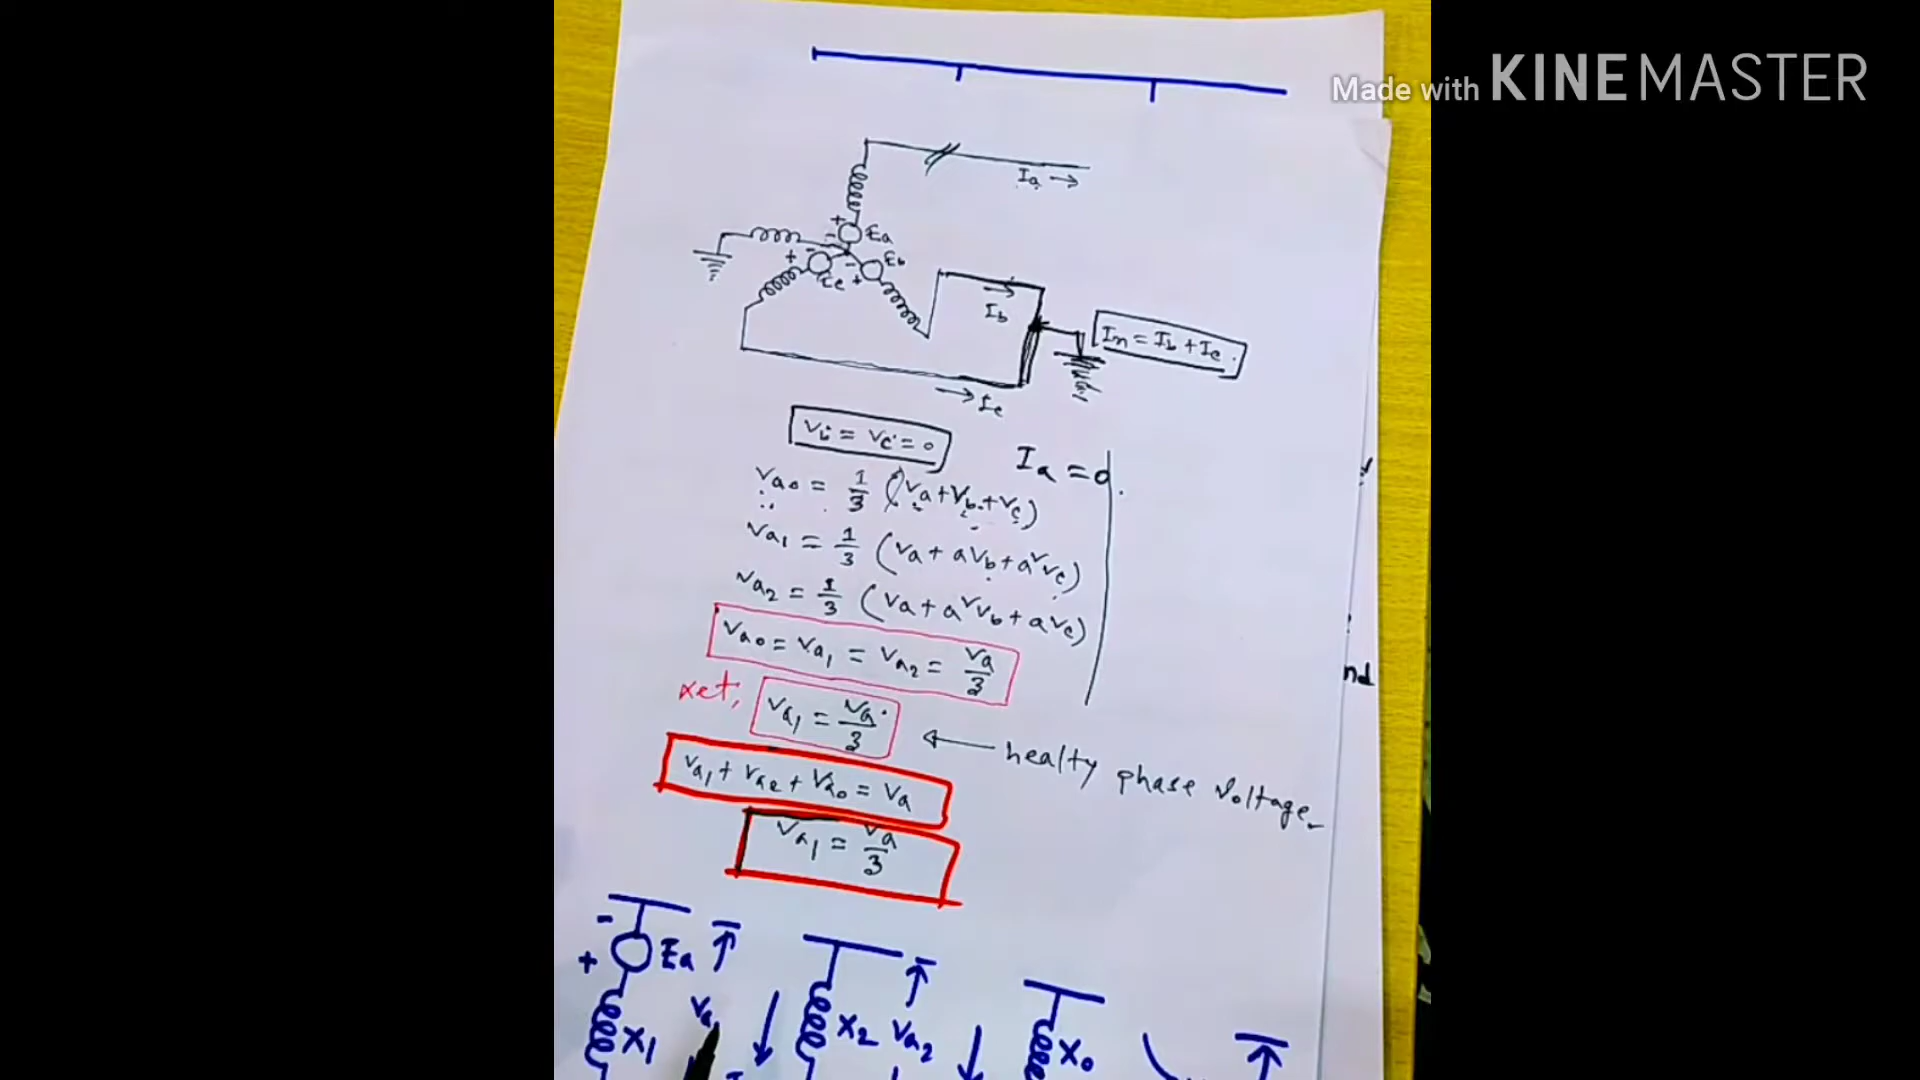 Made with KINEMASTER
Ia →
+
- Ea
Eb
+ - - +
Ec
Ib
In = Ib + Ic.
→ Ic
Vb = Vc = 0
Ia = 0.
Va0 = 1/3 (Va + Vb + Vc)
Va1 = 1/3 (Va + aVb + a²Vc)
Va2 = 1/3 (Va + a²Vb + aVc)
Va0 = Va1 = Va2 = Va/3
Let, Va1 = Va/3 ← healty phase voltage
Va1 + Va2 + Va0 = Va
Va1 = Va/3
nd
- + Ea
X1 Va1
X2 Va2
X0